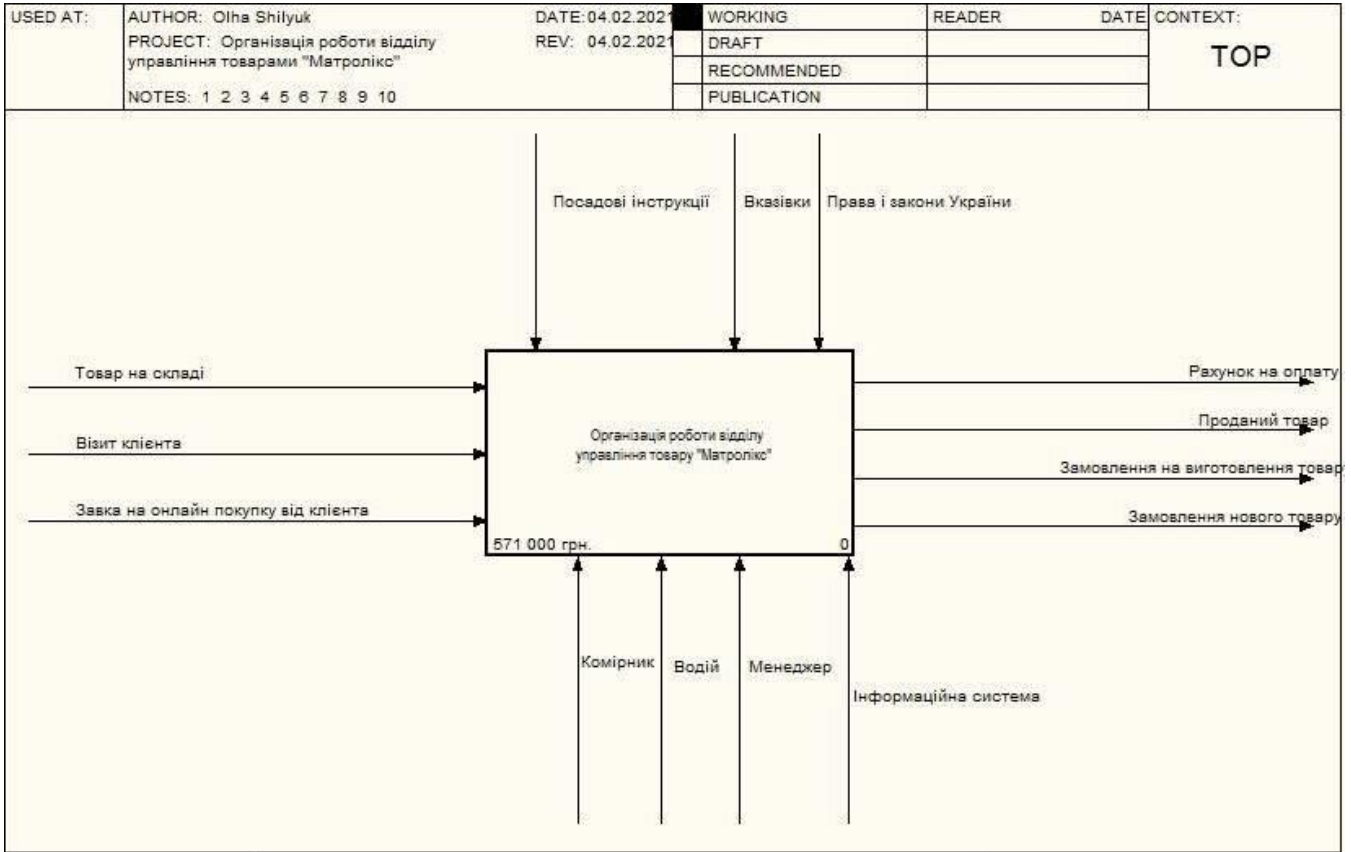 USED AT:
AUTHOR: Olha Shilyuk
DATE: 04.02.2021
WORKING
READER
DATE
CONTEXT:
PROJECT: Організація роботи відділу
управління товарами "Матролікс"
REV: 04.02.2021
DRAFT
TOP
RECOMMENDED
NOTES: 1 2 3 4 5 6 7 8 9 10
PUBLICATION
Посадові інструкції
Вказівки
Права і закони України
Товар на складі
Візит клієнта
Завка на онлайн покупку від клієнта
Організація роботи відділу
управління товару "Матролікс"
571 000 грн.
0
Рахунок на оплату
Проданий товар
Замовлення на виготовлення товар
Замовлення нового товару
Комірник
Водій
Менеджер
Інформаційна система